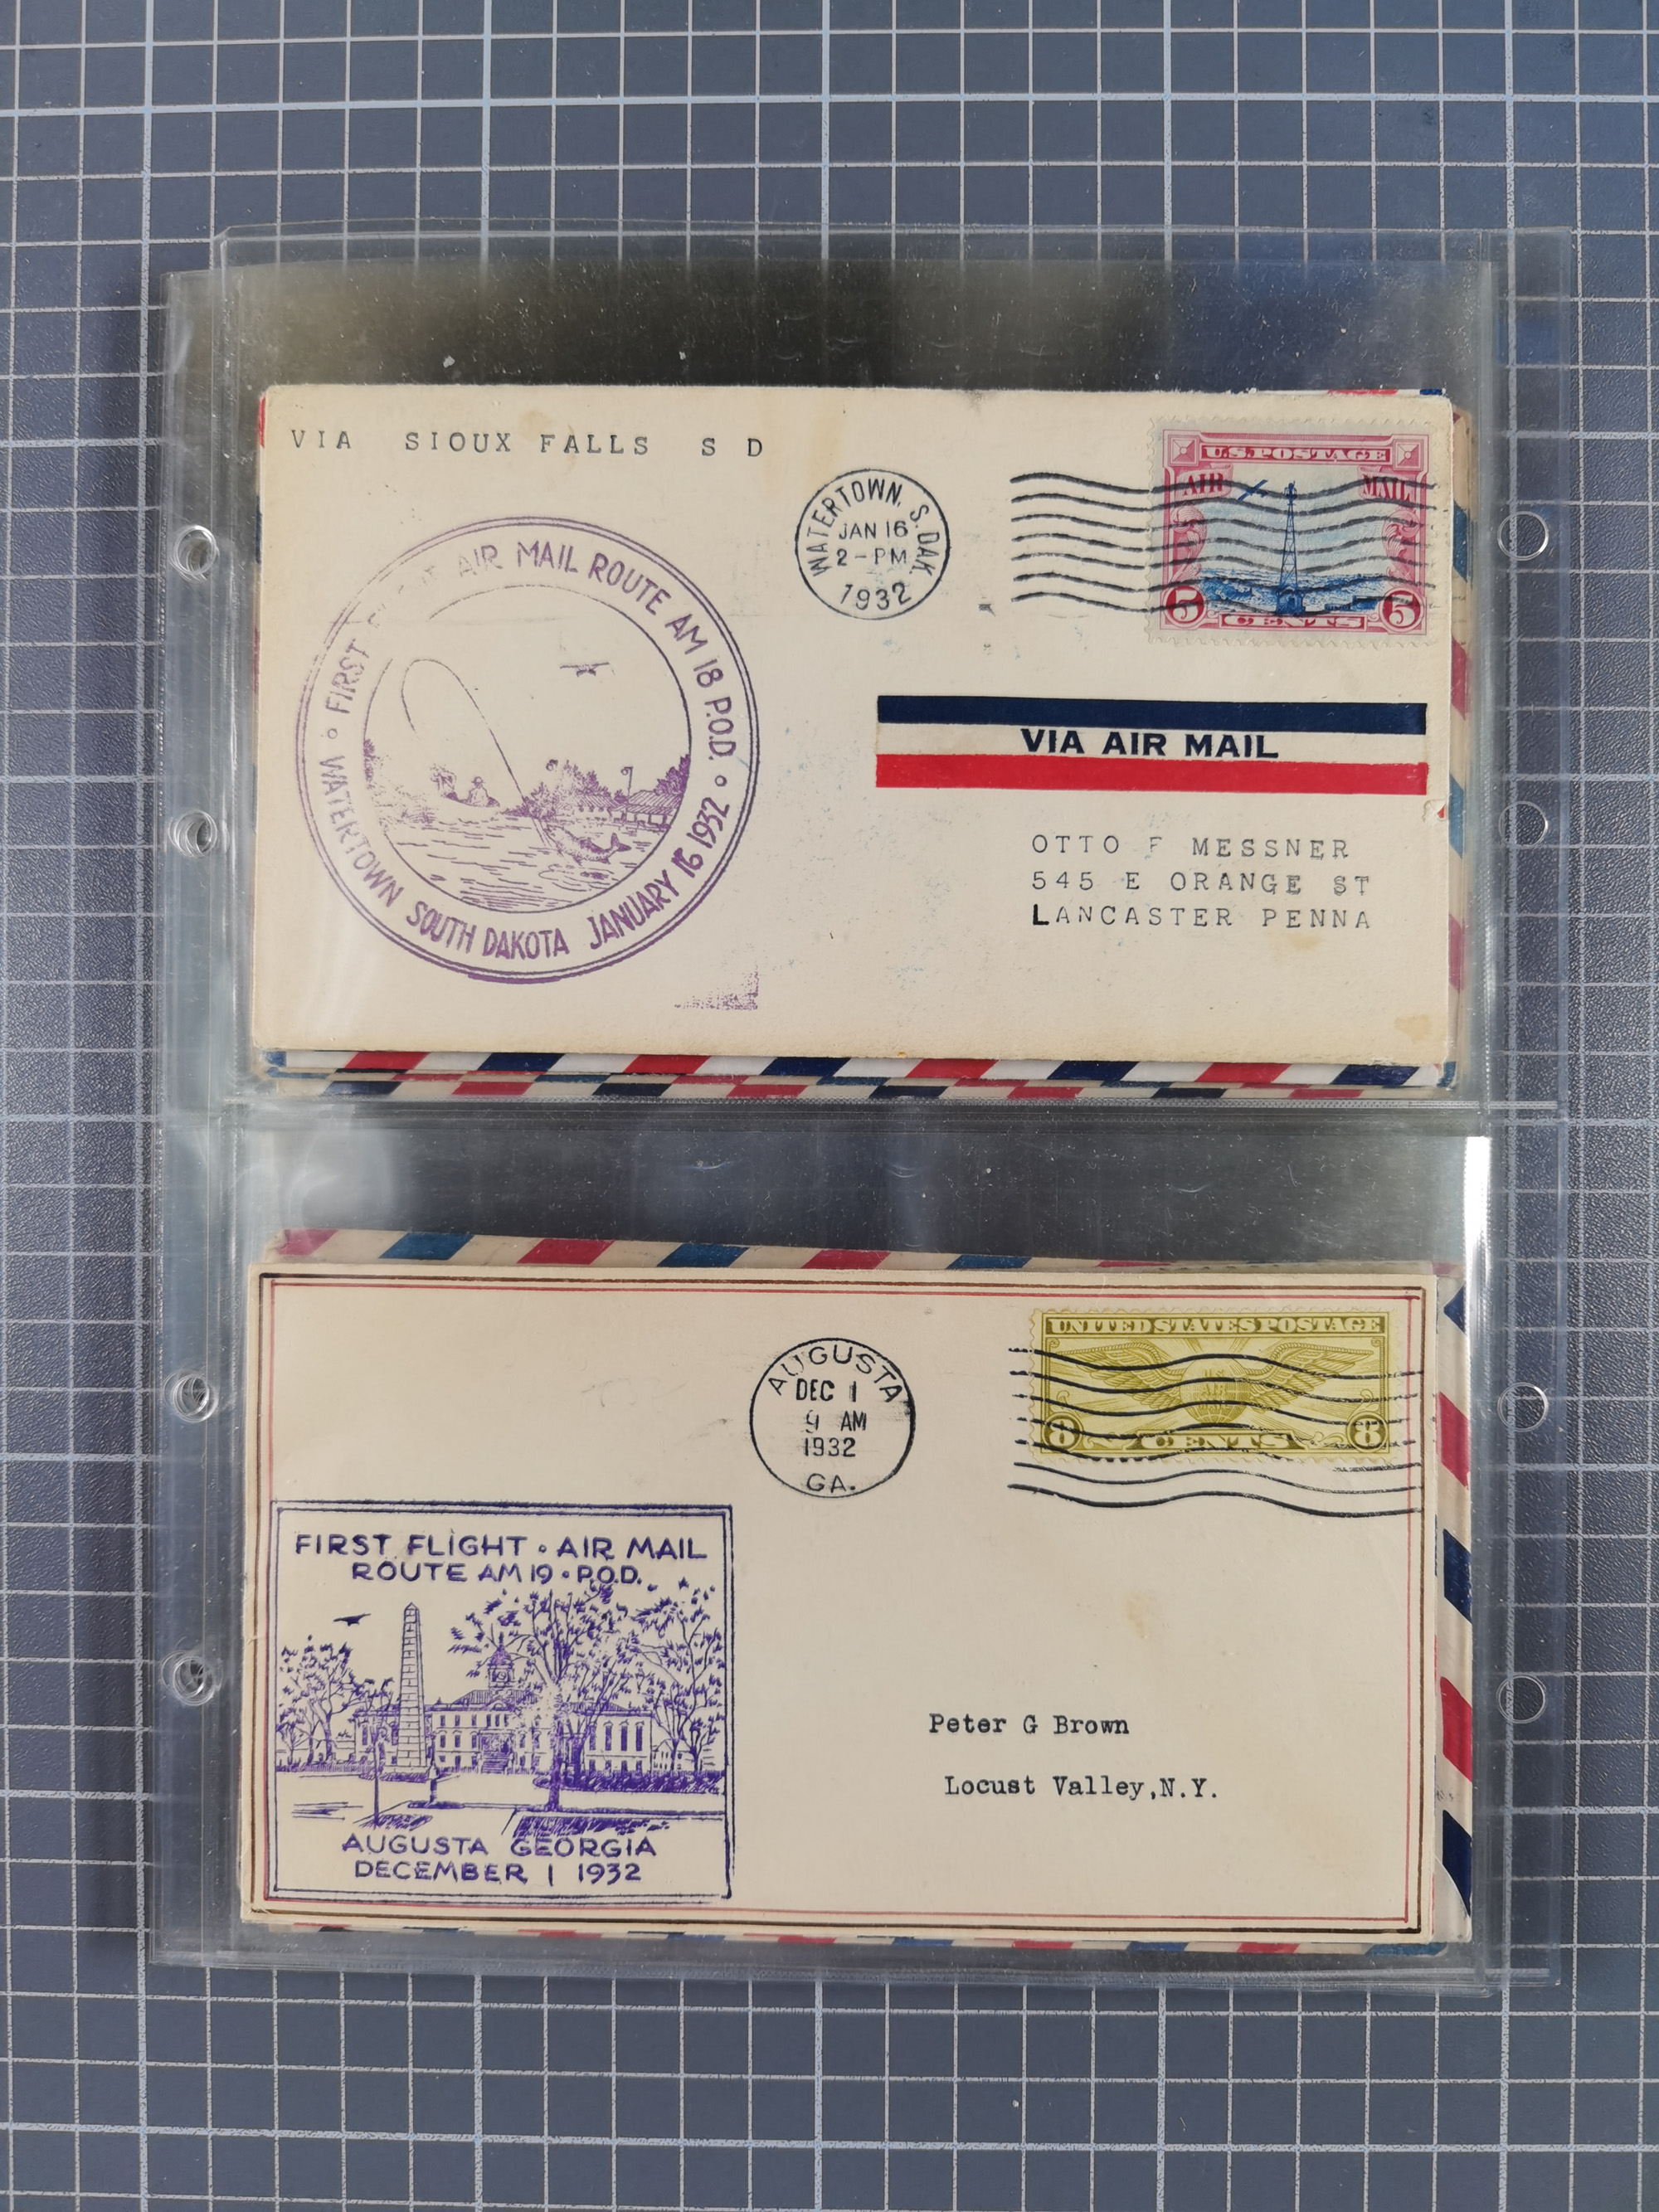 VIA SIOUX FALLS S D
FIRST AIR MAIL ROUTE AM 18 P.O.D.
WATERTOWN SOUTH DAKOTA JANUARY 16 1932
WATERTOWN, S. DAK.
JAN 16
2-PM
1932
U.S. POSTAGE
AIR MAIL
5 5
CENTS
VIA AIR MAIL
OTTO F MESSNER
545 E ORANGE ST
LANCASTER PENNA
AUGUSTA
DEC 1
9 AM
1932
GA.
UNITED STATES POSTAGE
8 CENTS 8
FIRST FLIGHT · AIR MAIL
ROUTE AM 19 · P.O.D.
AUGUSTA GEORGIA
DECEMBER 1 1932
Peter G Brown
Locust Valley,N.Y.